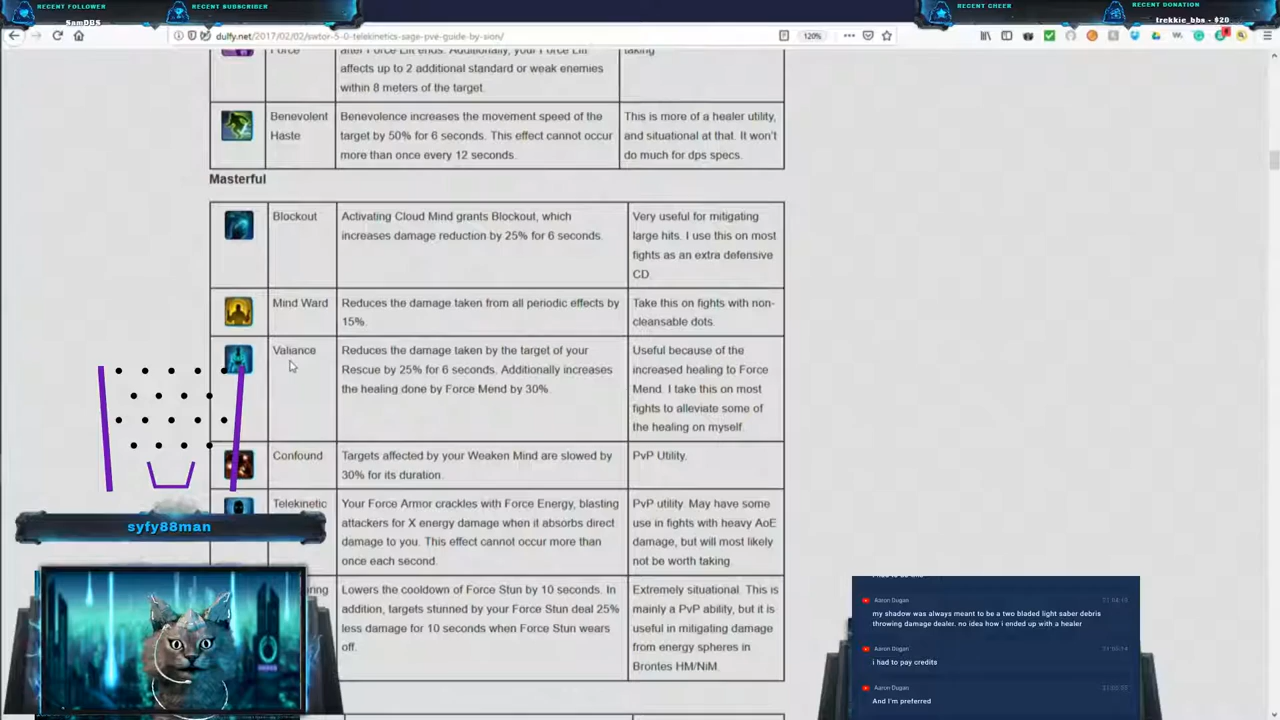 RECENT FOLLOWER
SamDBS
RECENT SUBSCRIBER
RECENT CHEER
RECENT DONATION
trekkie_bbs - $20
dulfy.net/2017/02/02/swtor-5-0-telekinetics-sage-pve-guide-by-sion/
120%
Force
after Force Lift ends. Additionally, your Force Lift
affects up to 2 additional standard or weak enemies
within 8 meters of the target.
taking.
Benevolent
Haste
Benevolence increases the movement speed of the
target by 50% for 6 seconds. This effect cannot occur
more than once every 12 seconds.
This is more of a healer utility,
and situational at that. It won't
do much for dps specs.
Masterful
Blockout
Activating Cloud Mind grants Blockout, which
increases damage reduction by 25% for 6 seconds.
Very useful for mitigating
large hits. I use this on most
fights as an extra defensive
CD.
Mind Ward
Reduces the damage taken from all periodic effects by
15%.
Take this on fights with non-
cleansable dots.
Valiance
Reduces the damage taken by the target of your
Rescue by 25% for 6 seconds. Additionally increases
the healing done by Force Mend by 30%.
Useful because of the
increased healing to Force
Mend. I take this on most
fights to alleviate some of
the healing on myself.
Confound
Targets affected by your Weaken Mind are slowed by
30% for its duration.
PvP Utility.
Telekinetic
Your Force Armor crackles with Force Energy, blasting
attackers for X energy damage when it absorbs direct
damage to you. This effect cannot occur more than
once each second.
PvP utility. May have some
use in fights with heavy AoE
damage, but will most likely
not be worth taking.
Lowers the cooldown of Force Stun by 10 seconds. In
addition, targets stunned by your Force Stun deal 25%
damage for 10 seconds when Force Stun wears
off.
Extremely situational. This is
mainly a PvP ability, but it is
useful in mitigating damage
from energy spheres in
Brontes HM/NiM.
syfy88man
Aaron Dugan
my shadow was always meant to be a two bladed light saber debris
throwing damage dealer. no idea how i ended up with a healer
Aaron Dugan
i had to pay credits
Aaron Dugan
And I'm preferred